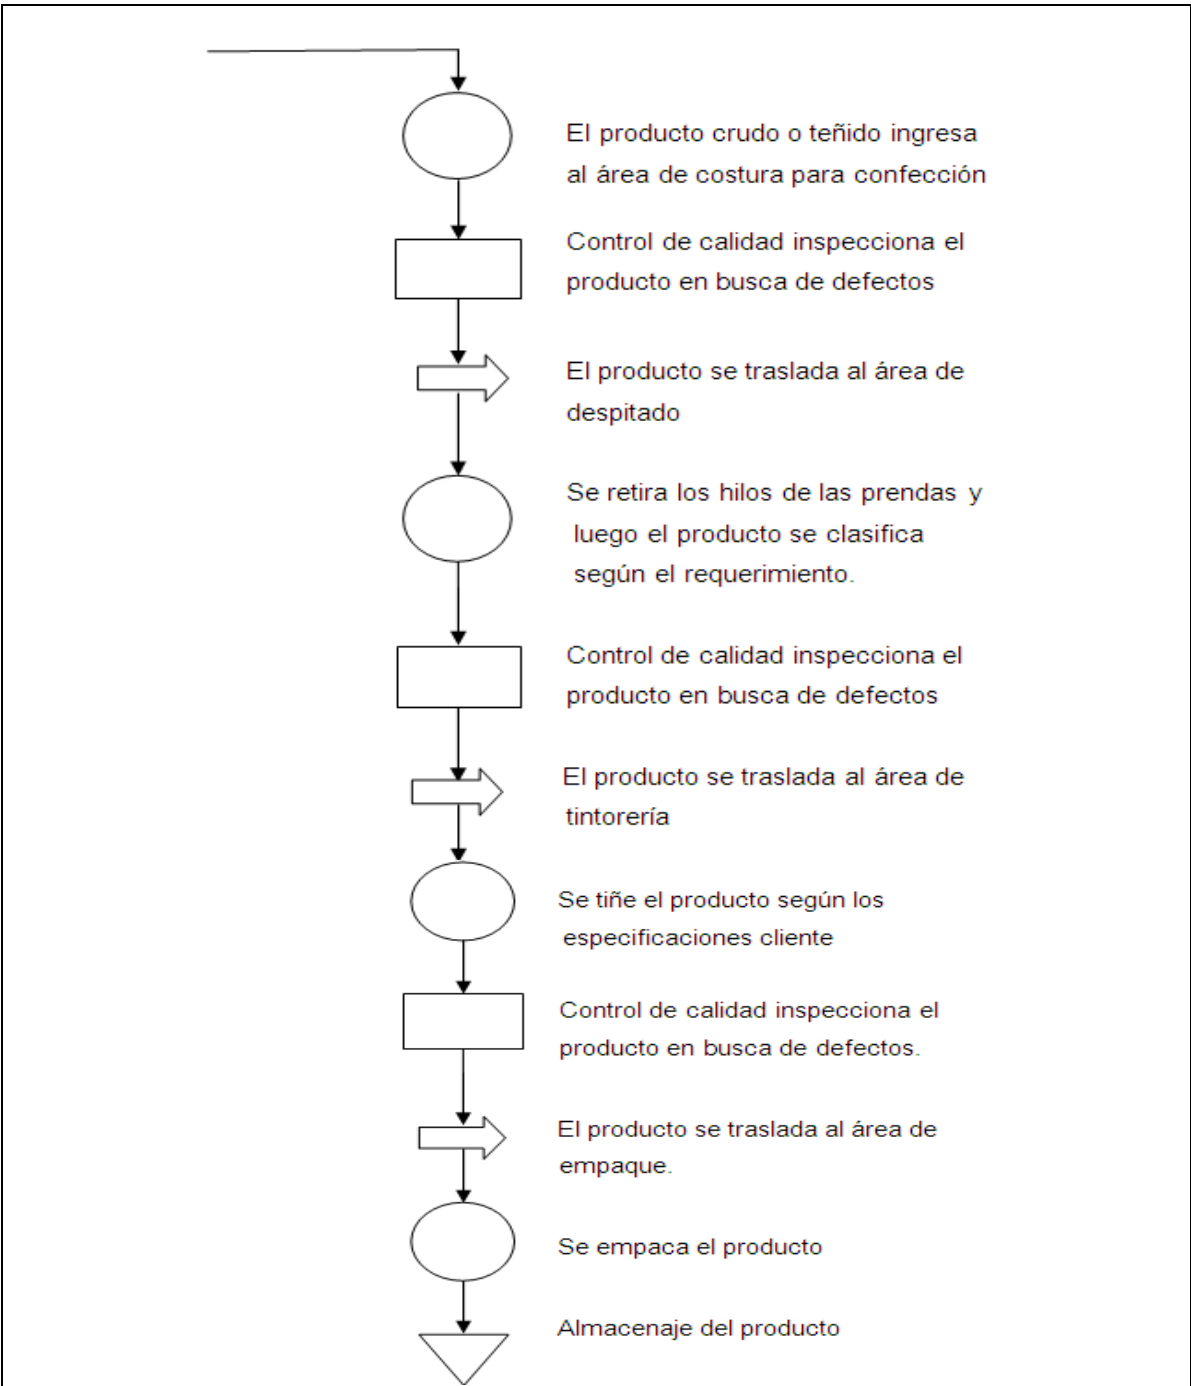 El producto crudo o teñido ingresa
al área de costura para confección
Control de calidad inspecciona el
producto en busca de defectos
El producto se traslada al área de
despitado
Se retira los hilos de las prendas y
luego el producto se clasifica
según el requerimiento.
Control de calidad inspecciona el
producto en busca de defectos
El producto se traslada al área de
tintorería
Se tiñe el producto según los
especificaciones cliente
Control de calidad inspecciona el
producto en busca de defectos.
El producto se traslada al área de
empaque.
Se empaca el producto
Almacenaje del producto